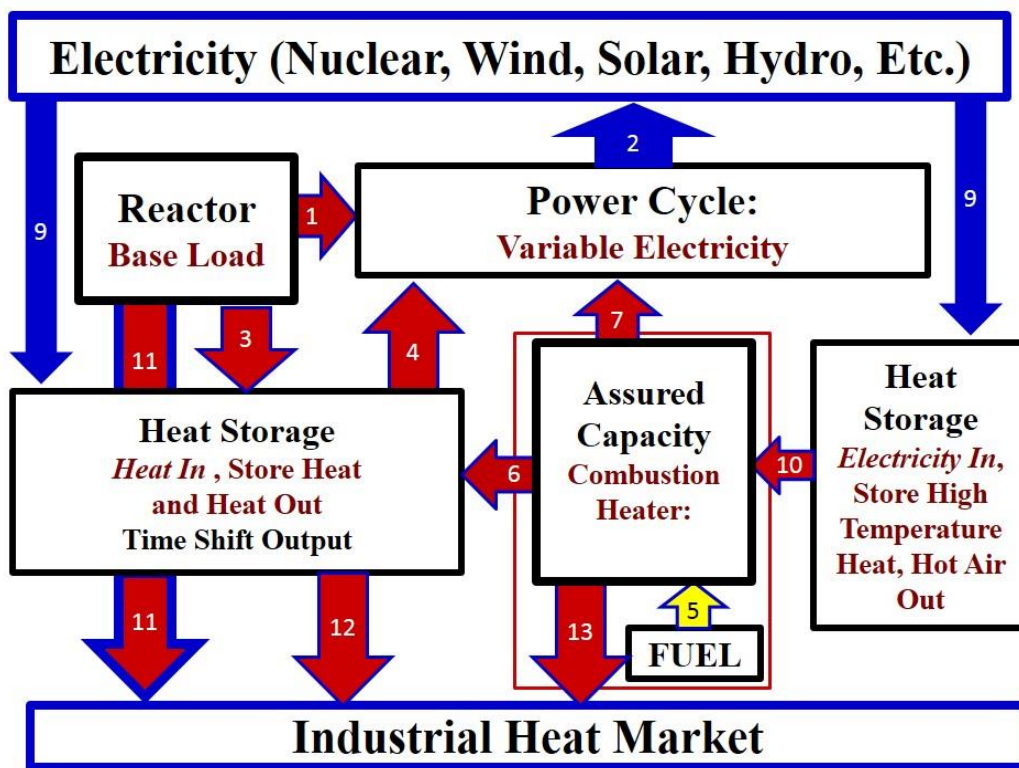 Electricity (Nuclear, Wind, Solar, Hydro, Etc.)
2
9
9
Reactor
Base Load
1
Power Cycle:
Variable Electricity
11
3
4
7
Heat Storage
Heat In , Store Heat
and Heat Out
Time Shift Output
6
Assured
Capacity
Combustion
Heater:
10
Heat
Storage
Electricity In,
Store High
Temperature
Heat, Hot Air
Out
5
FUEL
11
12
13
Industrial Heat Market